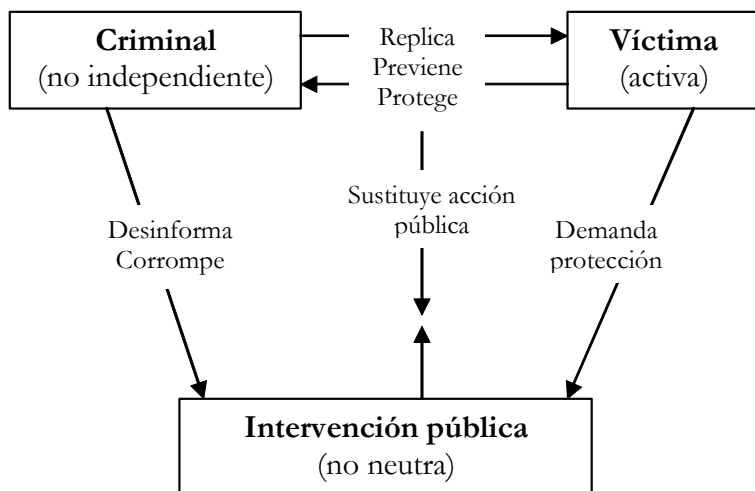 Criminal
(no independiente)
Replica
Previene
Protege
Víctima
(activa)
Desinforma
Corrompe
Sustituye acción
pública
Demanda
protección
Intervención pública
(no neutra)